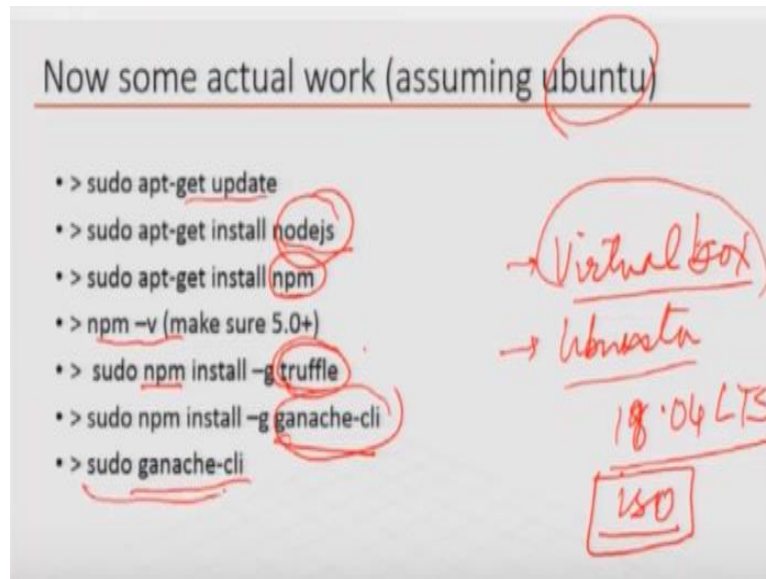 Now some actual work (assuming ubuntu)
• > sudo apt-get update
• > sudo apt-get install nodejs
• > sudo apt-get install npm
• > npm –v (make sure 5.0+)
• > sudo npm install –g truffle
• > sudo npm install –g ganache-cli
• > sudo ganache-cli
→ Virtual box
→ Ubuntu
18.04 LTS
ISO